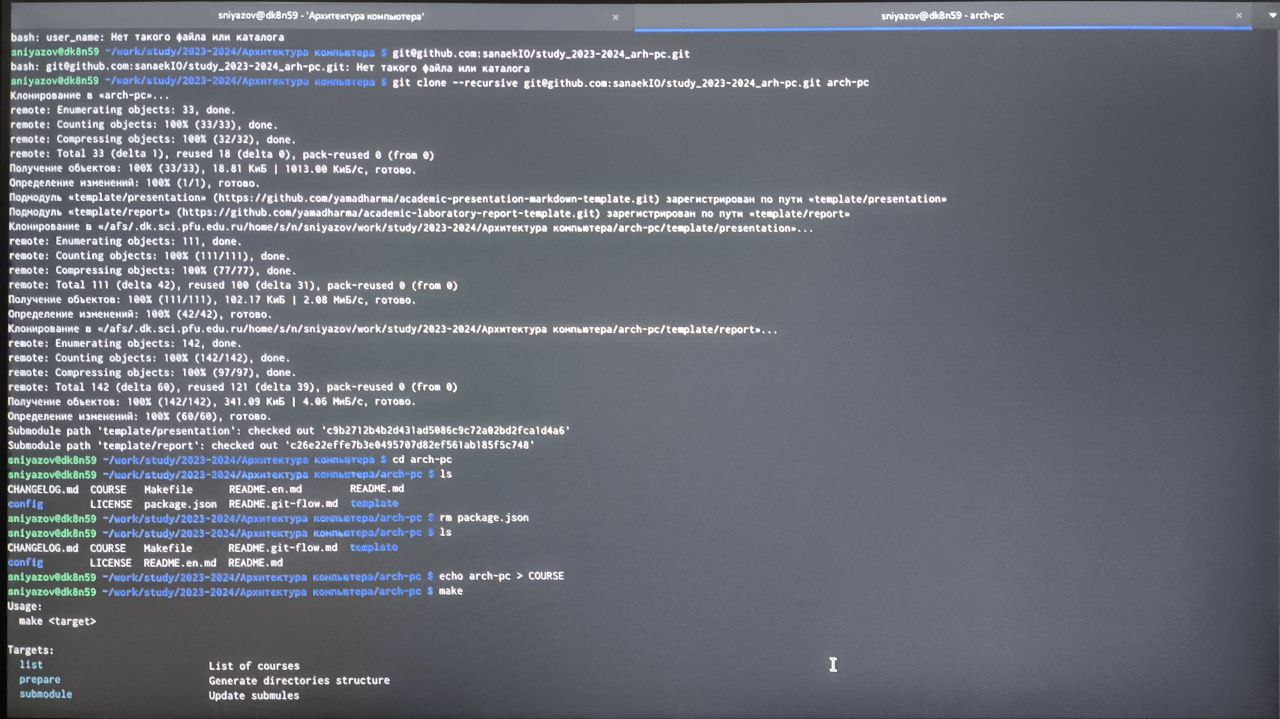 sniyazov@dk8n59 - 'Архитектура компьютера'
sniyazov@dk8n59 - arch-pc
bash: user_name: Нет такого файла или каталога
sniyazov@dk8n59 ~/work/study/2023-2024/Архитектура компьютера $ git@github.com:sanaekIO/study_2023-2024_arh-pc.git
bash: git@github.com:sanaekIO/study_2023-2024_arh-pc.git: Нет такого файла или каталога
sniyazov@dk8n59 ~/work/study/2023-2024/Архитектура компьютера $ git clone --recursive git@github.com:sanaekIO/study_2023-2024_arh-pc.git arch-pc
Клонирование в «arch-pc»...
remote: Enumerating objects: 33, done.
remote: Counting objects: 100% (33/33), done.
remote: Compressing objects: 100% (32/32), done.
remote: Total 33 (delta 1), reused 18 (delta 0), pack-reused 0 (from 0)
Получение объектов: 100% (33/33), 18.81 КиБ | 1013.00 КиБ/с, готово.
Определение изменений: 100% (1/1), готово.
Подмодуль «template/presentation» (https://github.com/yamadharma/academic-presentation-markdown-template.git) зарегистрирован по пути «template/presentation»
Подмодуль «template/report» (https://github.com/yamadharma/academic-laboratory-report-template.git) зарегистрирован по пути «template/report»
Клонирование в «/afs/.dk.sci.pfu.edu.ru/home/s/n/sniyazov/work/study/2023-2024/Архитектура компьютера/arch-pc/template/presentation»...
remote: Enumerating objects: 111, done.
remote: Counting objects: 100% (111/111), done.
remote: Compressing objects: 100% (77/77), done.
remote: Total 111 (delta 42), reused 100 (delta 31), pack-reused 0 (from 0)
Получение объектов: 100% (111/111), 102.17 КиБ | 2.08 МиБ/с, готово.
Определение изменений: 100% (42/42), готово.
Клонирование в «/afs/.dk.sci.pfu.edu.ru/home/s/n/sniyazov/work/study/2023-2024/Архитектура компьютера/arch-pc/template/report»...
remote: Enumerating objects: 142, done.
remote: Counting objects: 100% (142/142), done.
remote: Compressing objects: 100% (97/97), done.
remote: Total 142 (delta 60), reused 121 (delta 39), pack-reused 0 (from 0)
Получение объектов: 100% (142/142), 341.09 КиБ | 4.06 МиБ/с, готово.
Определение изменений: 100% (60/60), готово.
Submodule path 'template/presentation': checked out 'c9b2712b4b2d431ad5086c9c72a02bd2fca1d4a6'
Submodule path 'template/report': checked out 'c26e22effe7b3e0495707d82ef561ab185f5c748'
sniyazov@dk8n59 ~/work/study/2023-2024/Архитектура компьютера $ cd arch-pc
sniyazov@dk8n59 ~/work/study/2023-2024/Архитектура компьютера/arch-pc $ ls
CHANGELOG.md COURSE Makefile README.en.md README.md
config LICENSE package.json README.git-flow.md template
sniyazov@dk8n59 ~/work/study/2023-2024/Архитектура компьютера/arch-pc $ rm package.json
sniyazov@dk8n59 ~/work/study/2023-2024/Архитектура компьютера/arch-pc $ ls
CHANGELOG.md COURSE Makefile README.git-flow.md template
config LICENSE README.en.md README.md
sniyazov@dk8n59 ~/work/study/2023-2024/Архитектура компьютера/arch-pc $ echo arch-pc > COURSE
sniyazov@dk8n59 ~/work/study/2023-2024/Архитектура компьютера/arch-pc $ make
Usage:
make <target>
Targets:
list List of courses
prepare Generate directories structure
submodule Update submules